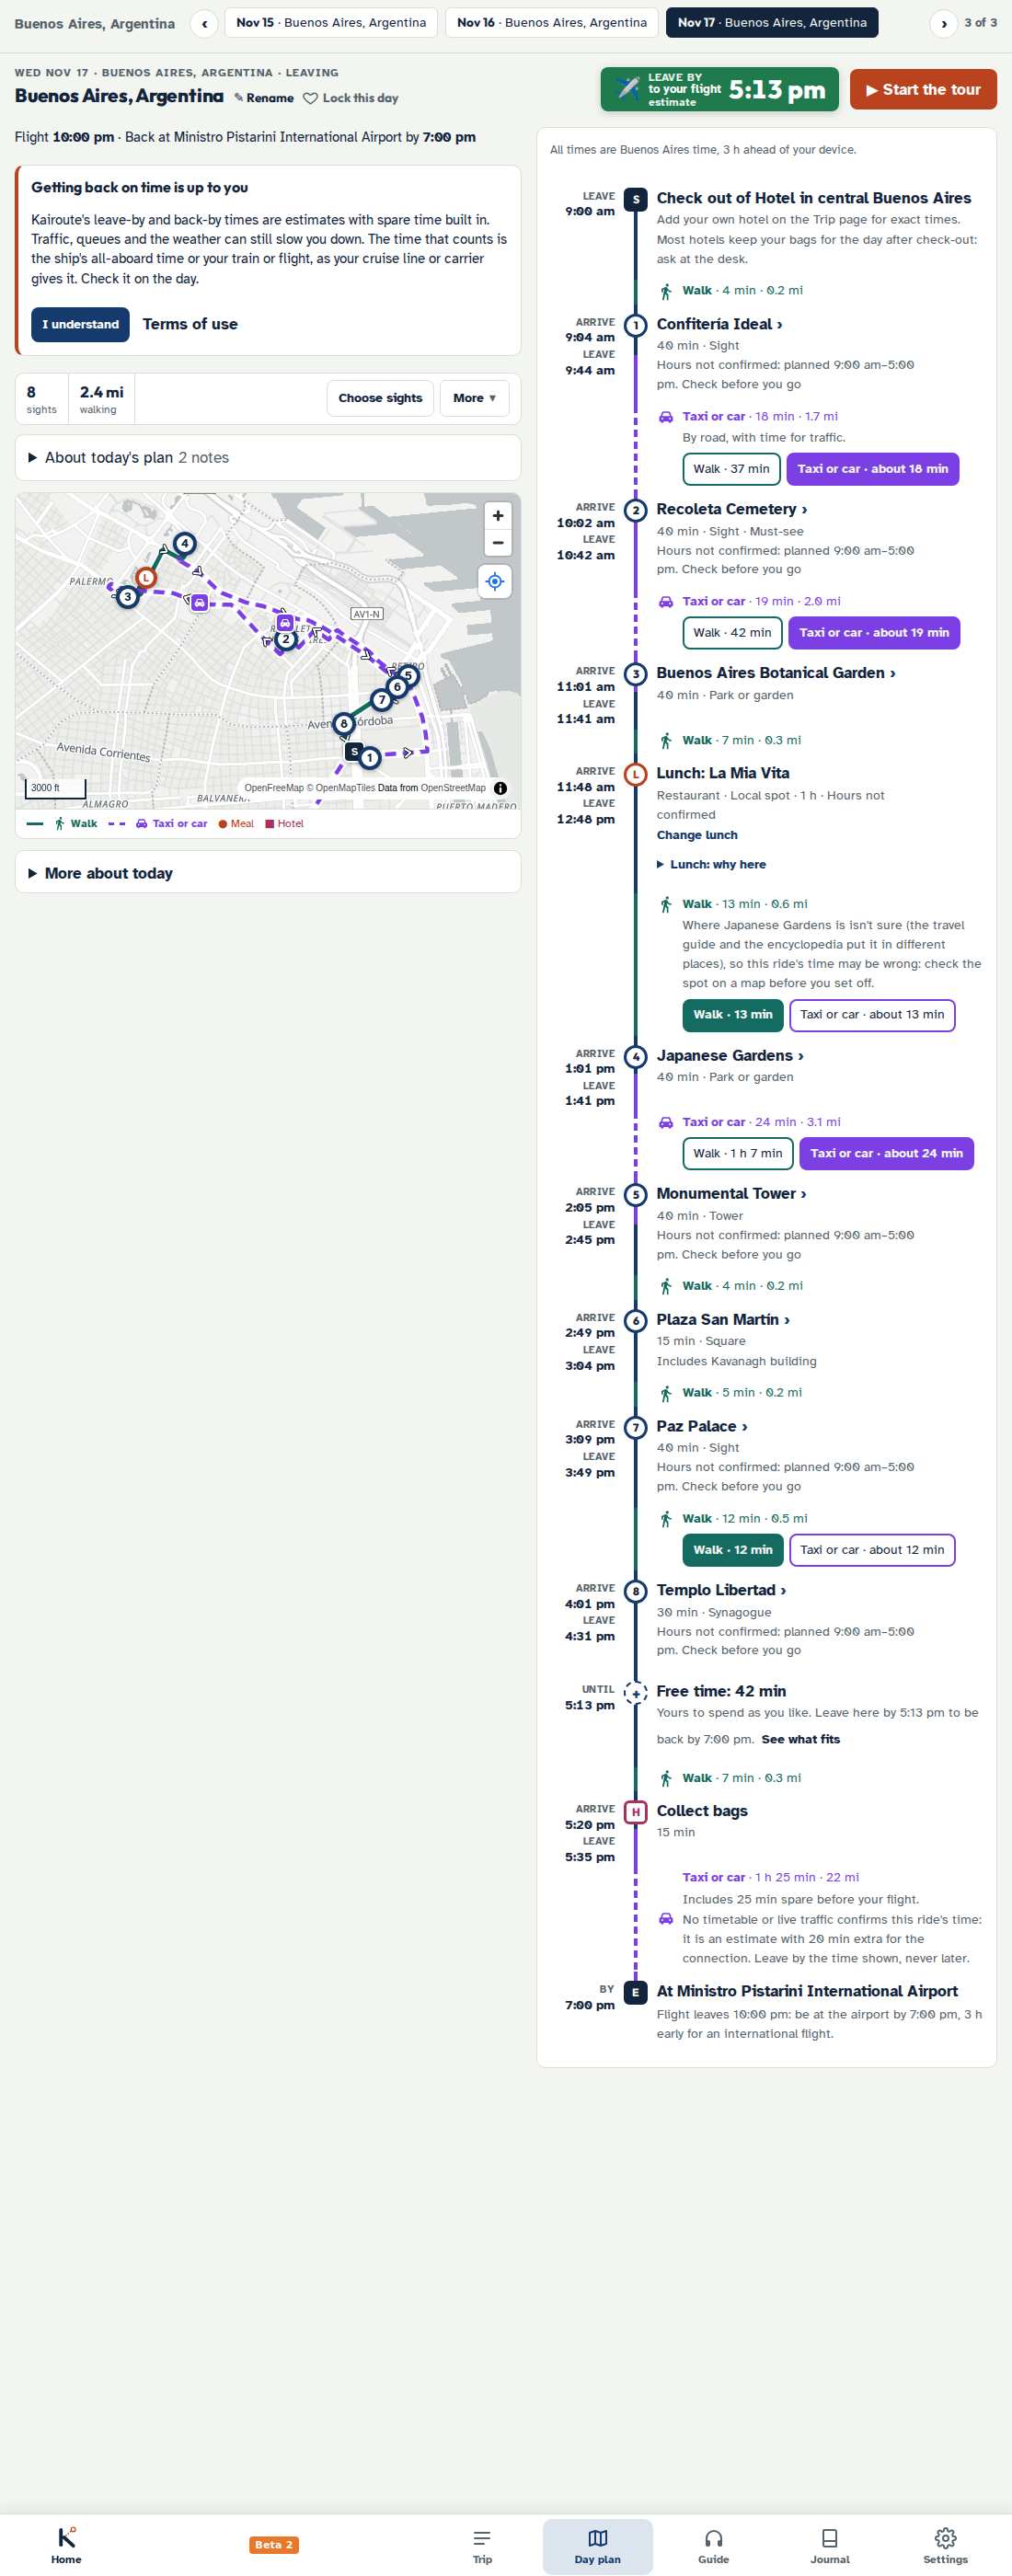 Buenos Aires, Argentina
‹
Nov 15 · Buenos Aires, Argentina
Nov 16 · Buenos Aires, Argentina
Nov 17 · Buenos Aires, Argentina
›
3 of 3
WED NOV 17 · BUENOS AIRES, ARGENTINA · LEAVING
Buenos Aires, Argentina
✎ Rename
Lock this day
LEAVE BY
to your flight
estimate
5:13 pm
▶ Start the tour
Flight 10:00 pm · Back at Ministro Pistarini International Airport by 7:00 pm
Getting back on time is up to you
Kairoute's leave-by and back-by times are estimates with spare time built in.
Traffic, queues and the weather can still slow you down. The time that counts is
the ship's all-aboard time or your train or flight, as your cruise line or carrier
gives it. Check it on the day.
I understand
Terms of use
8
sights
2.4 mi
walking
Choose sights
More ▼
▶ About today's plan 2 notes
+
−
4
PALERMO
L
3
2
AV1-N
RETIRO
5
6
7
8
Córdoba
S
1
Avenida Corrientes
3000 ft
ALMAGRO
OpenFreeMap © OpenMapTiles Data from OpenStreetMap
PUERTO MADERO
Walk
Taxi or car
Meal
Hotel
▶ More about today
All times are Buenos Aires time, 3 h ahead of your device.
LEAVE
9:00 am
S
Check out of Hotel in central Buenos Aires
Add your own hotel on the Trip page for exact times.
Most hotels keep your bags for the day after check-out:
ask at the desk.
Walk · 4 min · 0.2 mi
ARRIVE
9:04 am
LEAVE
9:44 am
1
Confitería Ideal ›
40 min · Sight
Hours not confirmed: planned 9:00 am–5:00
pm. Check before you go
Taxi or car · 18 min · 1.7 mi
By road, with time for traffic.
Walk · 37 min
Taxi or car · about 18 min
ARRIVE
10:02 am
LEAVE
10:42 am
2
Recoleta Cemetery ›
40 min · Sight · Must-see
Hours not confirmed: planned 9:00 am–5:00
pm. Check before you go
Taxi or car · 19 min · 2.0 mi
Walk · 42 min
Taxi or car · about 19 min
ARRIVE
11:01 am
LEAVE
11:41 am
3
Buenos Aires Botanical Garden ›
40 min · Park or garden
Walk · 7 min · 0.3 mi
ARRIVE
11:48 am
LEAVE
12:48 pm
L
Lunch: La Mia Vita
Restaurant · Local spot · 1 h · Hours not
confirmed
Change lunch
▶ Lunch: why here
Walk · 13 min · 0.6 mi
Where Japanese Gardens is isn't sure (the travel
guide and the encyclopedia put it in different
places), so this ride's time may be wrong: check the
spot on a map before you set off.
Walk · 13 min
Taxi or car · about 13 min
ARRIVE
1:01 pm
LEAVE
1:41 pm
4
Japanese Gardens ›
40 min · Park or garden
Taxi or car · 24 min · 3.1 mi
Walk · 1 h 7 min
Taxi or car · about 24 min
ARRIVE
2:05 pm
LEAVE
2:45 pm
5
Monumental Tower ›
40 min · Tower
Hours not confirmed: planned 9:00 am–5:00
pm. Check before you go
Walk · 4 min · 0.2 mi
ARRIVE
2:49 pm
LEAVE
3:04 pm
6
Plaza San Martín ›
15 min · Square
Includes Kavanagh building
Walk · 5 min · 0.2 mi
ARRIVE
3:09 pm
LEAVE
3:49 pm
7
Paz Palace ›
40 min · Sight
Hours not confirmed: planned 9:00 am–5:00
pm. Check before you go
Walk · 12 min · 0.5 mi
Walk · 12 min
Taxi or car · about 12 min
ARRIVE
4:01 pm
LEAVE
4:31 pm
8
Templo Libertad ›
30 min · Synagogue
Hours not confirmed: planned 9:00 am–5:00
pm. Check before you go
UNTIL
5:13 pm
+
Free time: 42 min
Yours to spend as you like. Leave here by 5:13 pm to be
back by 7:00 pm. See what fits
Walk · 7 min · 0.3 mi
ARRIVE
5:20 pm
LEAVE
5:35 pm
H
Collect bags
15 min
Taxi or car · 1 h 25 min · 22 mi
Includes 25 min spare before your flight.
No timetable or live traffic confirms this ride's time:
it is an estimate with 20 min extra for the
connection. Leave by the time shown, never later.
BY
7:00 pm
E
At Ministro Pistarini International Airport
Flight leaves 10:00 pm: be at the airport by 7:00 pm, 3 h
early for an international flight.
Home
Beta 2
Trip
Day plan
Guide
Journal
Settings